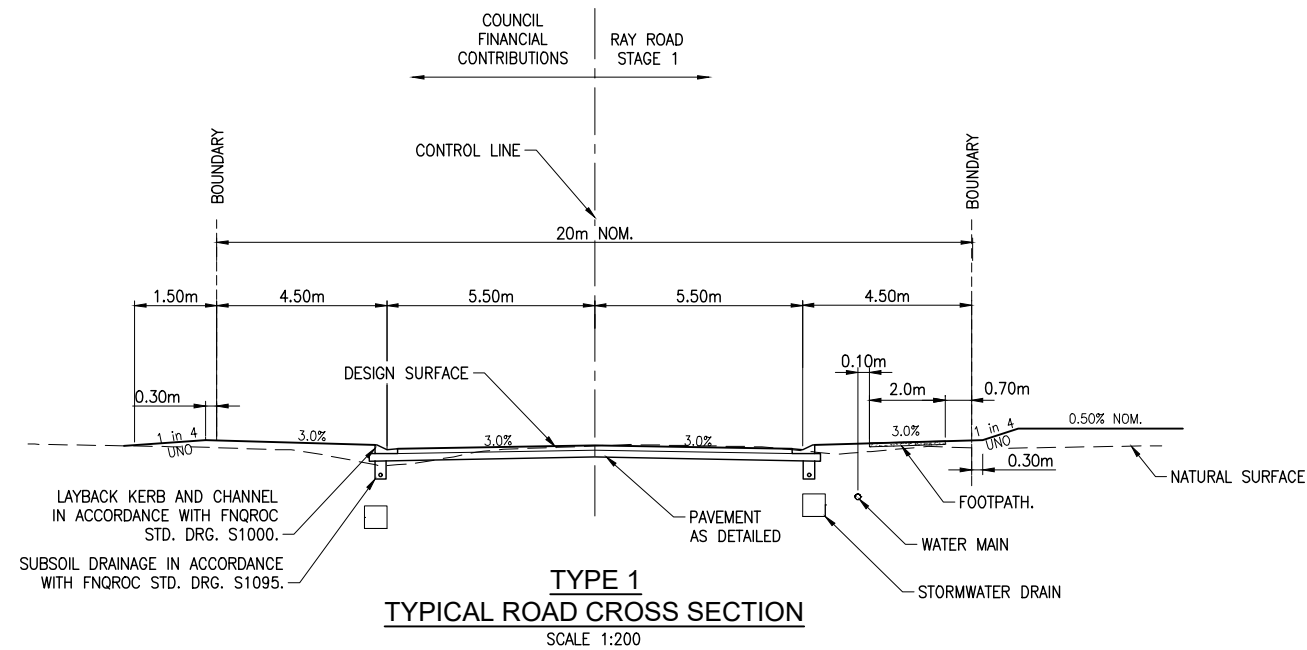 COUNCIL
FINANCIAL
CONTRIBUTIONS
RAY ROAD
STAGE 1
BOUNDARY
CONTROL LINE
BOUNDARY
20m NOM.
1.50m
4.50m
5.50m
5.50m
4.50m
DESIGN SURFACE
0.10m
0.30m
2.0m
0.70m
1 in 4
UNO
3.0%
3.0%
3.0%
3.0%
1 in 4
UNO
0.50% NOM.
0.30m
NATURAL SURFACE
LAYBACK KERB AND CHANNEL
IN ACCORDANCE WITH FNQROC
STD. DRG. S1000.
FOOTPATH.
PAVEMENT
AS DETAILED
WATER MAIN
SUBSOIL DRAINAGE IN ACCORDANCE
WITH FNQROC STD. DRG. S1095.
STORMWATER DRAIN
TYPE 1
TYPICAL ROAD CROSS SECTION
SCALE 1:200